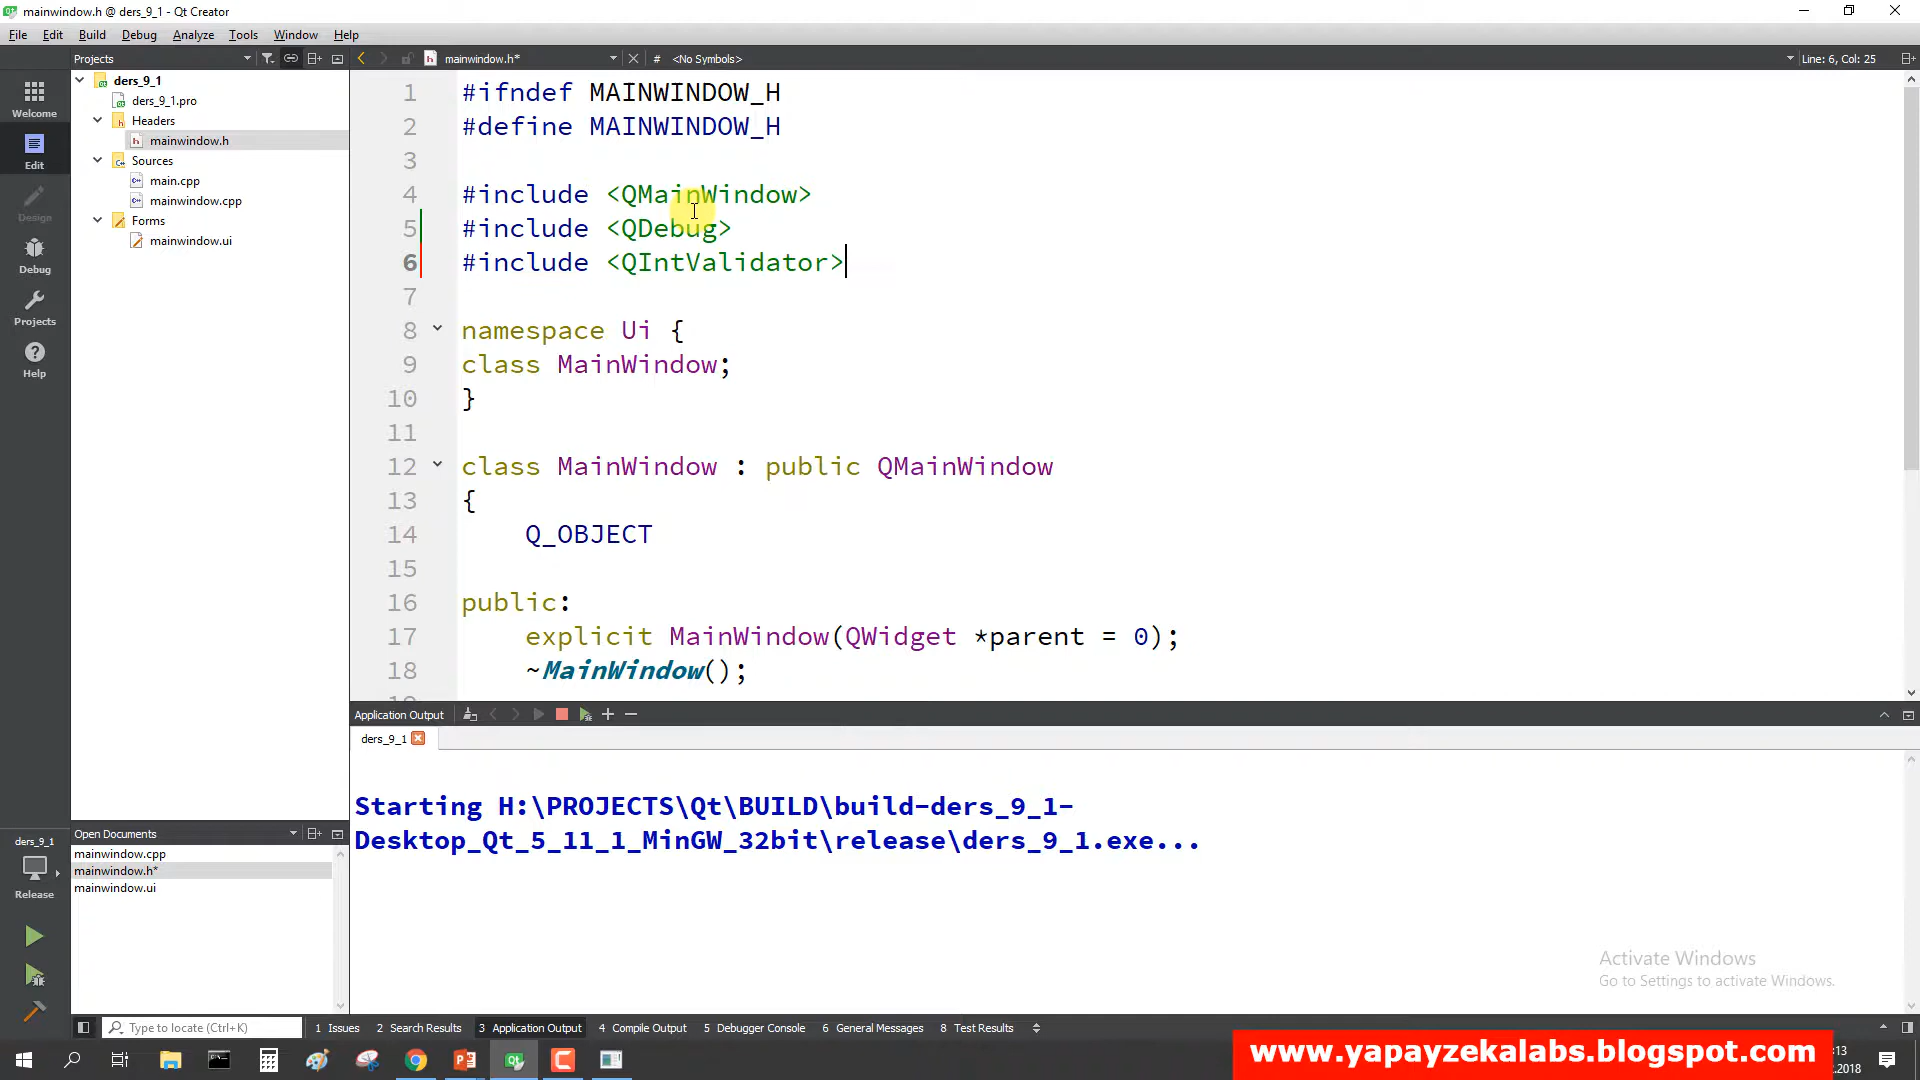 mainwindow.h @ ders_9_1 - Qt Creator
File Edit Build Debug Analyze Tools Window Help
Projects
mainwindow.h*
# <No Symbols>
Line: 6, Col: 25
Welcome
Edit
Design
Debug
Projects
Help
ders_9_1
ders_9_1.pro
Headers
mainwindow.h
Sources
main.cpp
mainwindow.cpp
Forms
mainwindow.ui
1 #ifndef MAINWINDOW_H
2 #define MAINWINDOW_H
3
4 #include <QMainWindow>
5 #include <QDebug>
6 #include <QIntValidator>
7
8 namespace Ui {
9 class MainWindow;
10 }
11
12 class MainWindow : public QMainWindow
13 {
14 Q_OBJECT
15
16 public:
17 explicit MainWindow(QWidget *parent = 0);
18 ~MainWindow();
Application Output
ders_9_1
Starting H:\PROJECTS\Qt\BUILD\build-ders_9_1-
Desktop_Qt_5_11_1_MinGW_32bit\release\ders_9_1.exe...
Open Documents
mainwindow.cpp
mainwindow.h*
mainwindow.ui
ders_9_1
Release
Activate Windows
Go to Settings to activate Windows.
Type to locate (Ctrl+K)
1 Issues 2 Search Results 3 Application Output 4 Compile Output 5 Debugger Console 6 General Messages 8 Test Results
www.yapayzekalabs.blogspot.com
:13
.2018